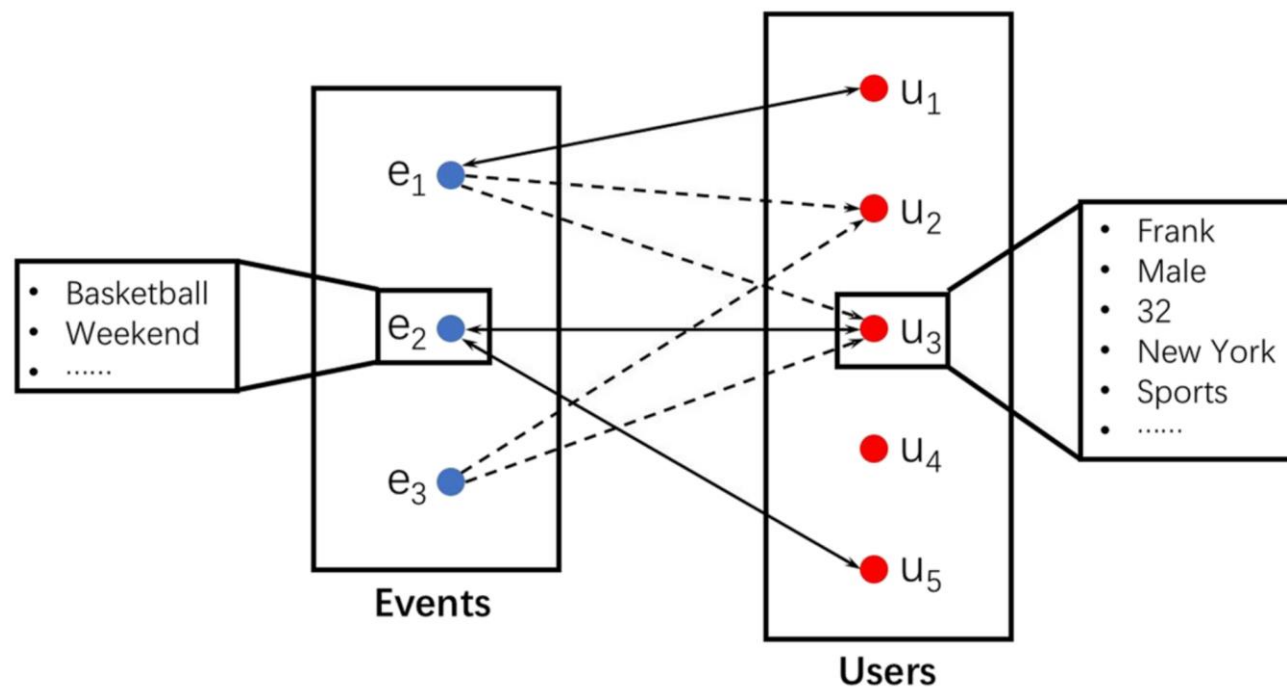 • Basketball
• Weekend
• ......
e₁
e₂
e₃
Events
u₁
u₂
u₃
u₄
u₅
Users
• Frank
• Male
• 32
• New York
• Sports
• ......